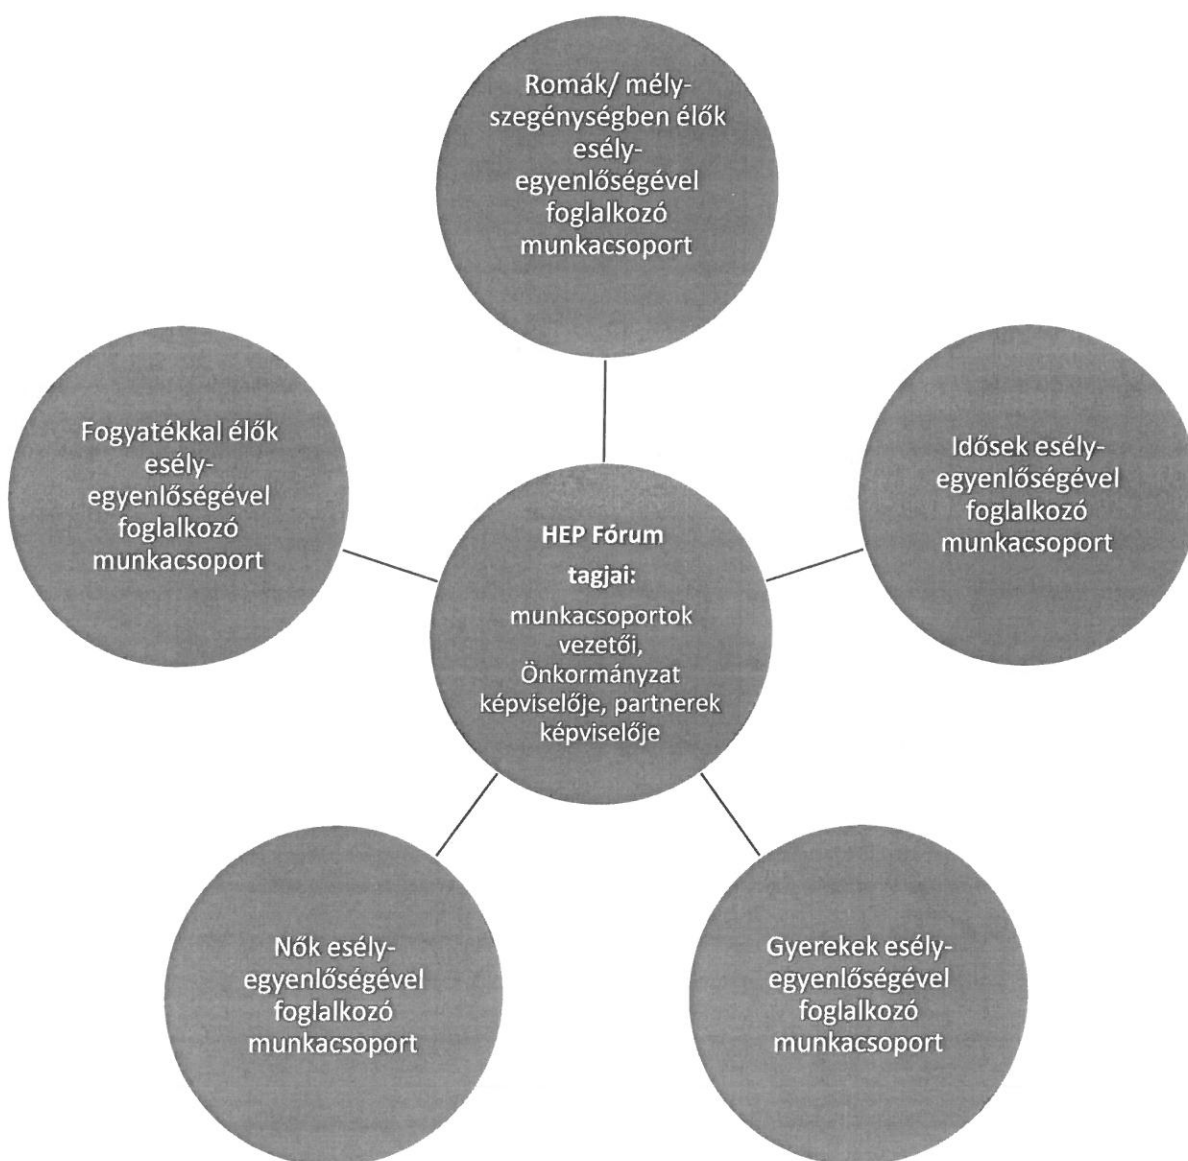 Romák/ mély-
szegénységben élők
esély-
egyenlőségével
foglalkozó
munkacsoport
Fogyatékkal élők
esély-
egyenlőségével
foglalkozó
munkacsoport
Idősek esély-
egyenlőségével
foglalkozó
munkacsoport
HEP Fórum
tagjai:
munkacsoportok
vezetői,
Önkormányzat
képviselője, partnerek
képviselője
Nők esély-
egyenlőségével
foglalkozó
munkacsoport
Gyerekek esély-
egyenlőségével
foglalkozó
munkacsoport